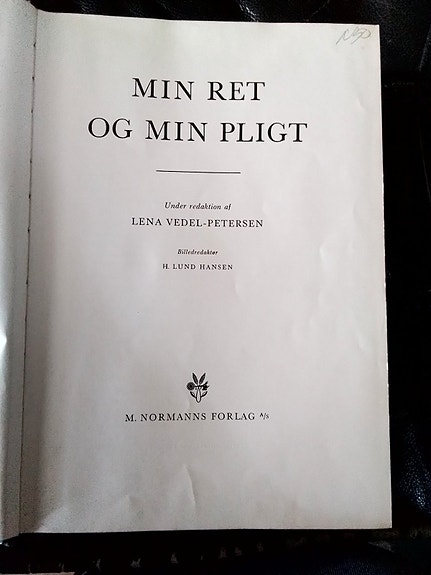 MIN RET
OG MIN PLIGT
Under redaktion af
LENA VEDEL-PETERSEN
Billedredaktør
H. LUND HANSEN
M. NORMANNS FORLAG A/S